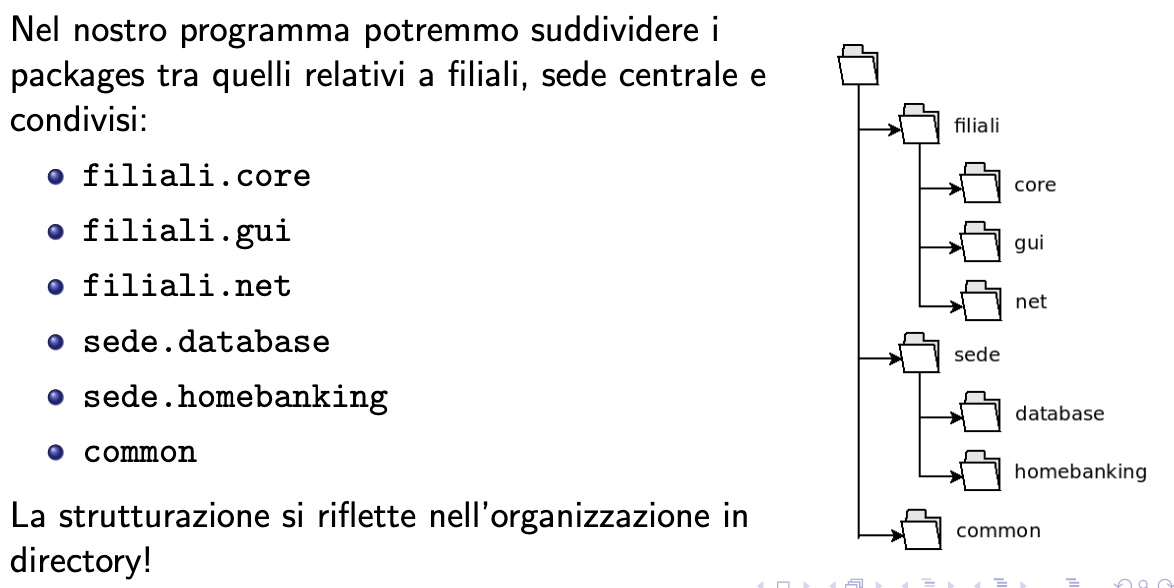 Nel nostro programma potremmo suddividere i
packages tra quelli relativi a filiali, sede centrale e
condivisi:
filiali.core
filiali.gui
filiali.net
sede.database
sede.homebanking
common
La strutturazione si riflette nell'organizzazione in
directory!
filiali
core
gui
net
sede
database
homebanking
common